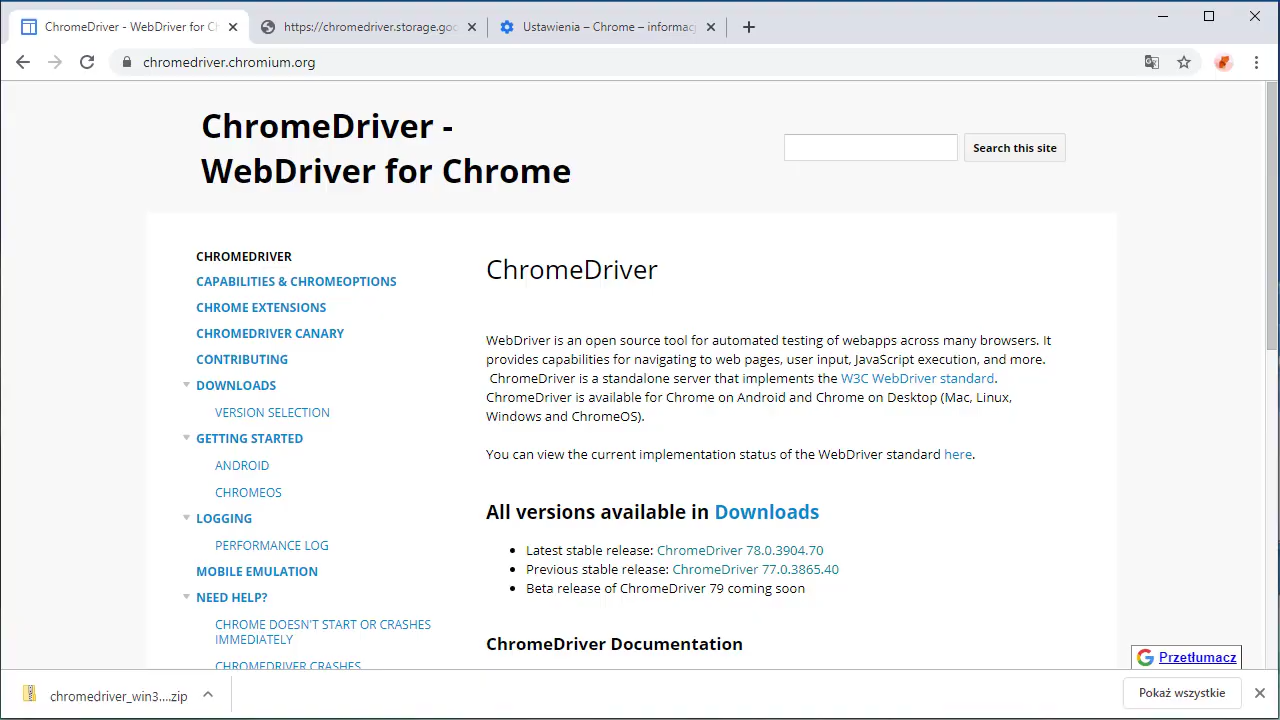 ChromeDriver - WebDriver for Ch
https://chromedriver.storage.goo
Ustawienia – Chrome – informac
chromedriver.chromium.org
ChromeDriver -
WebDriver for Chrome
Search this site
CHROMEDRIVER
CAPABILITIES & CHROMEOPTIONS
CHROME EXTENSIONS
CHROMEDRIVER CANARY
CONTRIBUTING
DOWNLOADS
VERSION SELECTION
GETTING STARTED
ANDROID
CHROMEOS
LOGGING
PERFORMANCE LOG
MOBILE EMULATION
NEED HELP?
CHROME DOESN'T START OR CRASHES
IMMEDIATELY
CHROMEDRIVER CRASHES
ChromeDriver
WebDriver is an open source tool for automated testing of webapps across many browsers. It
provides capabilities for navigating to web pages, user input, JavaScript execution, and more.
ChromeDriver is a standalone server that implements the W3C WebDriver standard.
ChromeDriver is available for Chrome on Android and Chrome on Desktop (Mac, Linux,
Windows and ChromeOS).
You can view the current implementation status of the WebDriver standard here.
All versions available in Downloads
Latest stable release: ChromeDriver 78.0.3904.70
Previous stable release: ChromeDriver 77.0.3865.40
Beta release of ChromeDriver 79 coming soon
ChromeDriver Documentation
Przetłumacz
chromedriver_win3....zip
Pokaż wszystkie